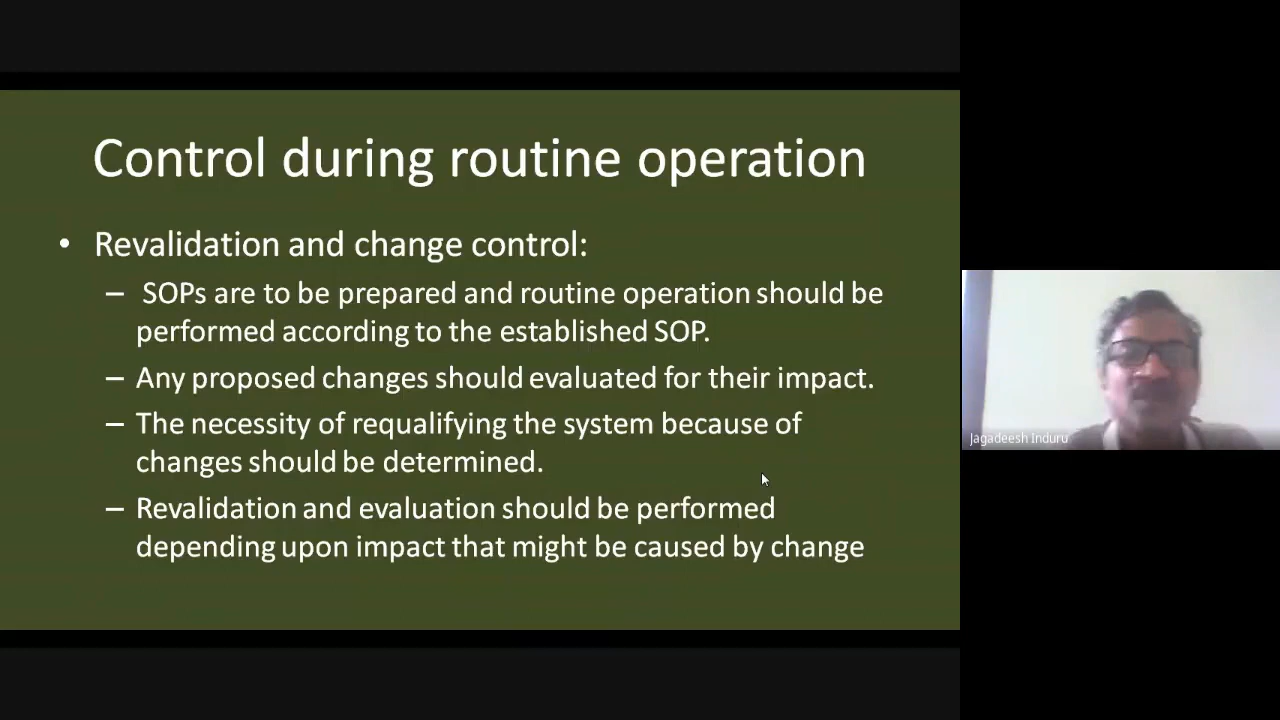 Control during routine operation
• Revalidation and change control:
– SOPs are to be prepared and routine operation should be
performed according to the established SOP.
– Any proposed changes should evaluated for their impact.
– The necessity of requalifying the system because of
changes should be determined.
– Revalidation and evaluation should be performed
depending upon impact that might be caused by change
Jagadeesh Induru